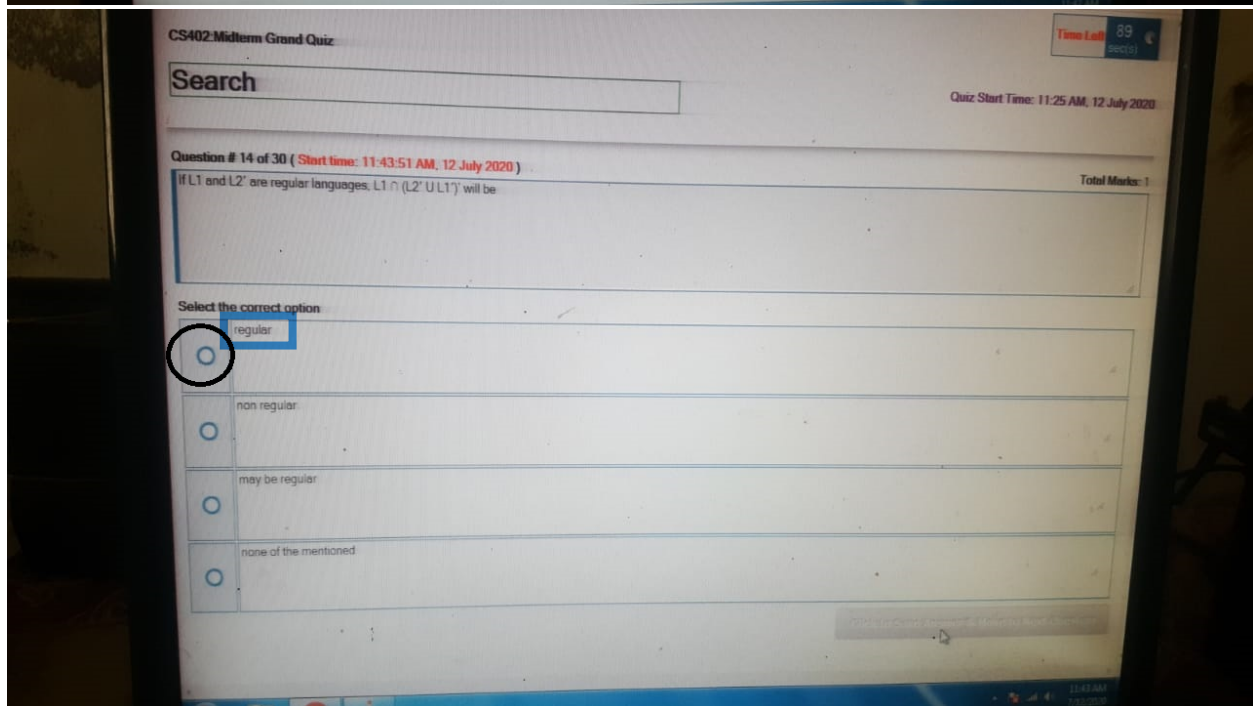 CS402:Midterm Grand Quiz
Time Left 89
sec(s)
Search
Quiz Start Time: 11:25 AM, 12 July 2020
Question # 14 of 30 ( Start time: 11:43:51 AM, 12 July 2020 )
Total Marks: 1
If L1 and L2' are regular languages, L1 ∩ (L2' U L1')' will be
Select the correct option
regular
non regular
may be regular
none of the mentioned
11:43 AM